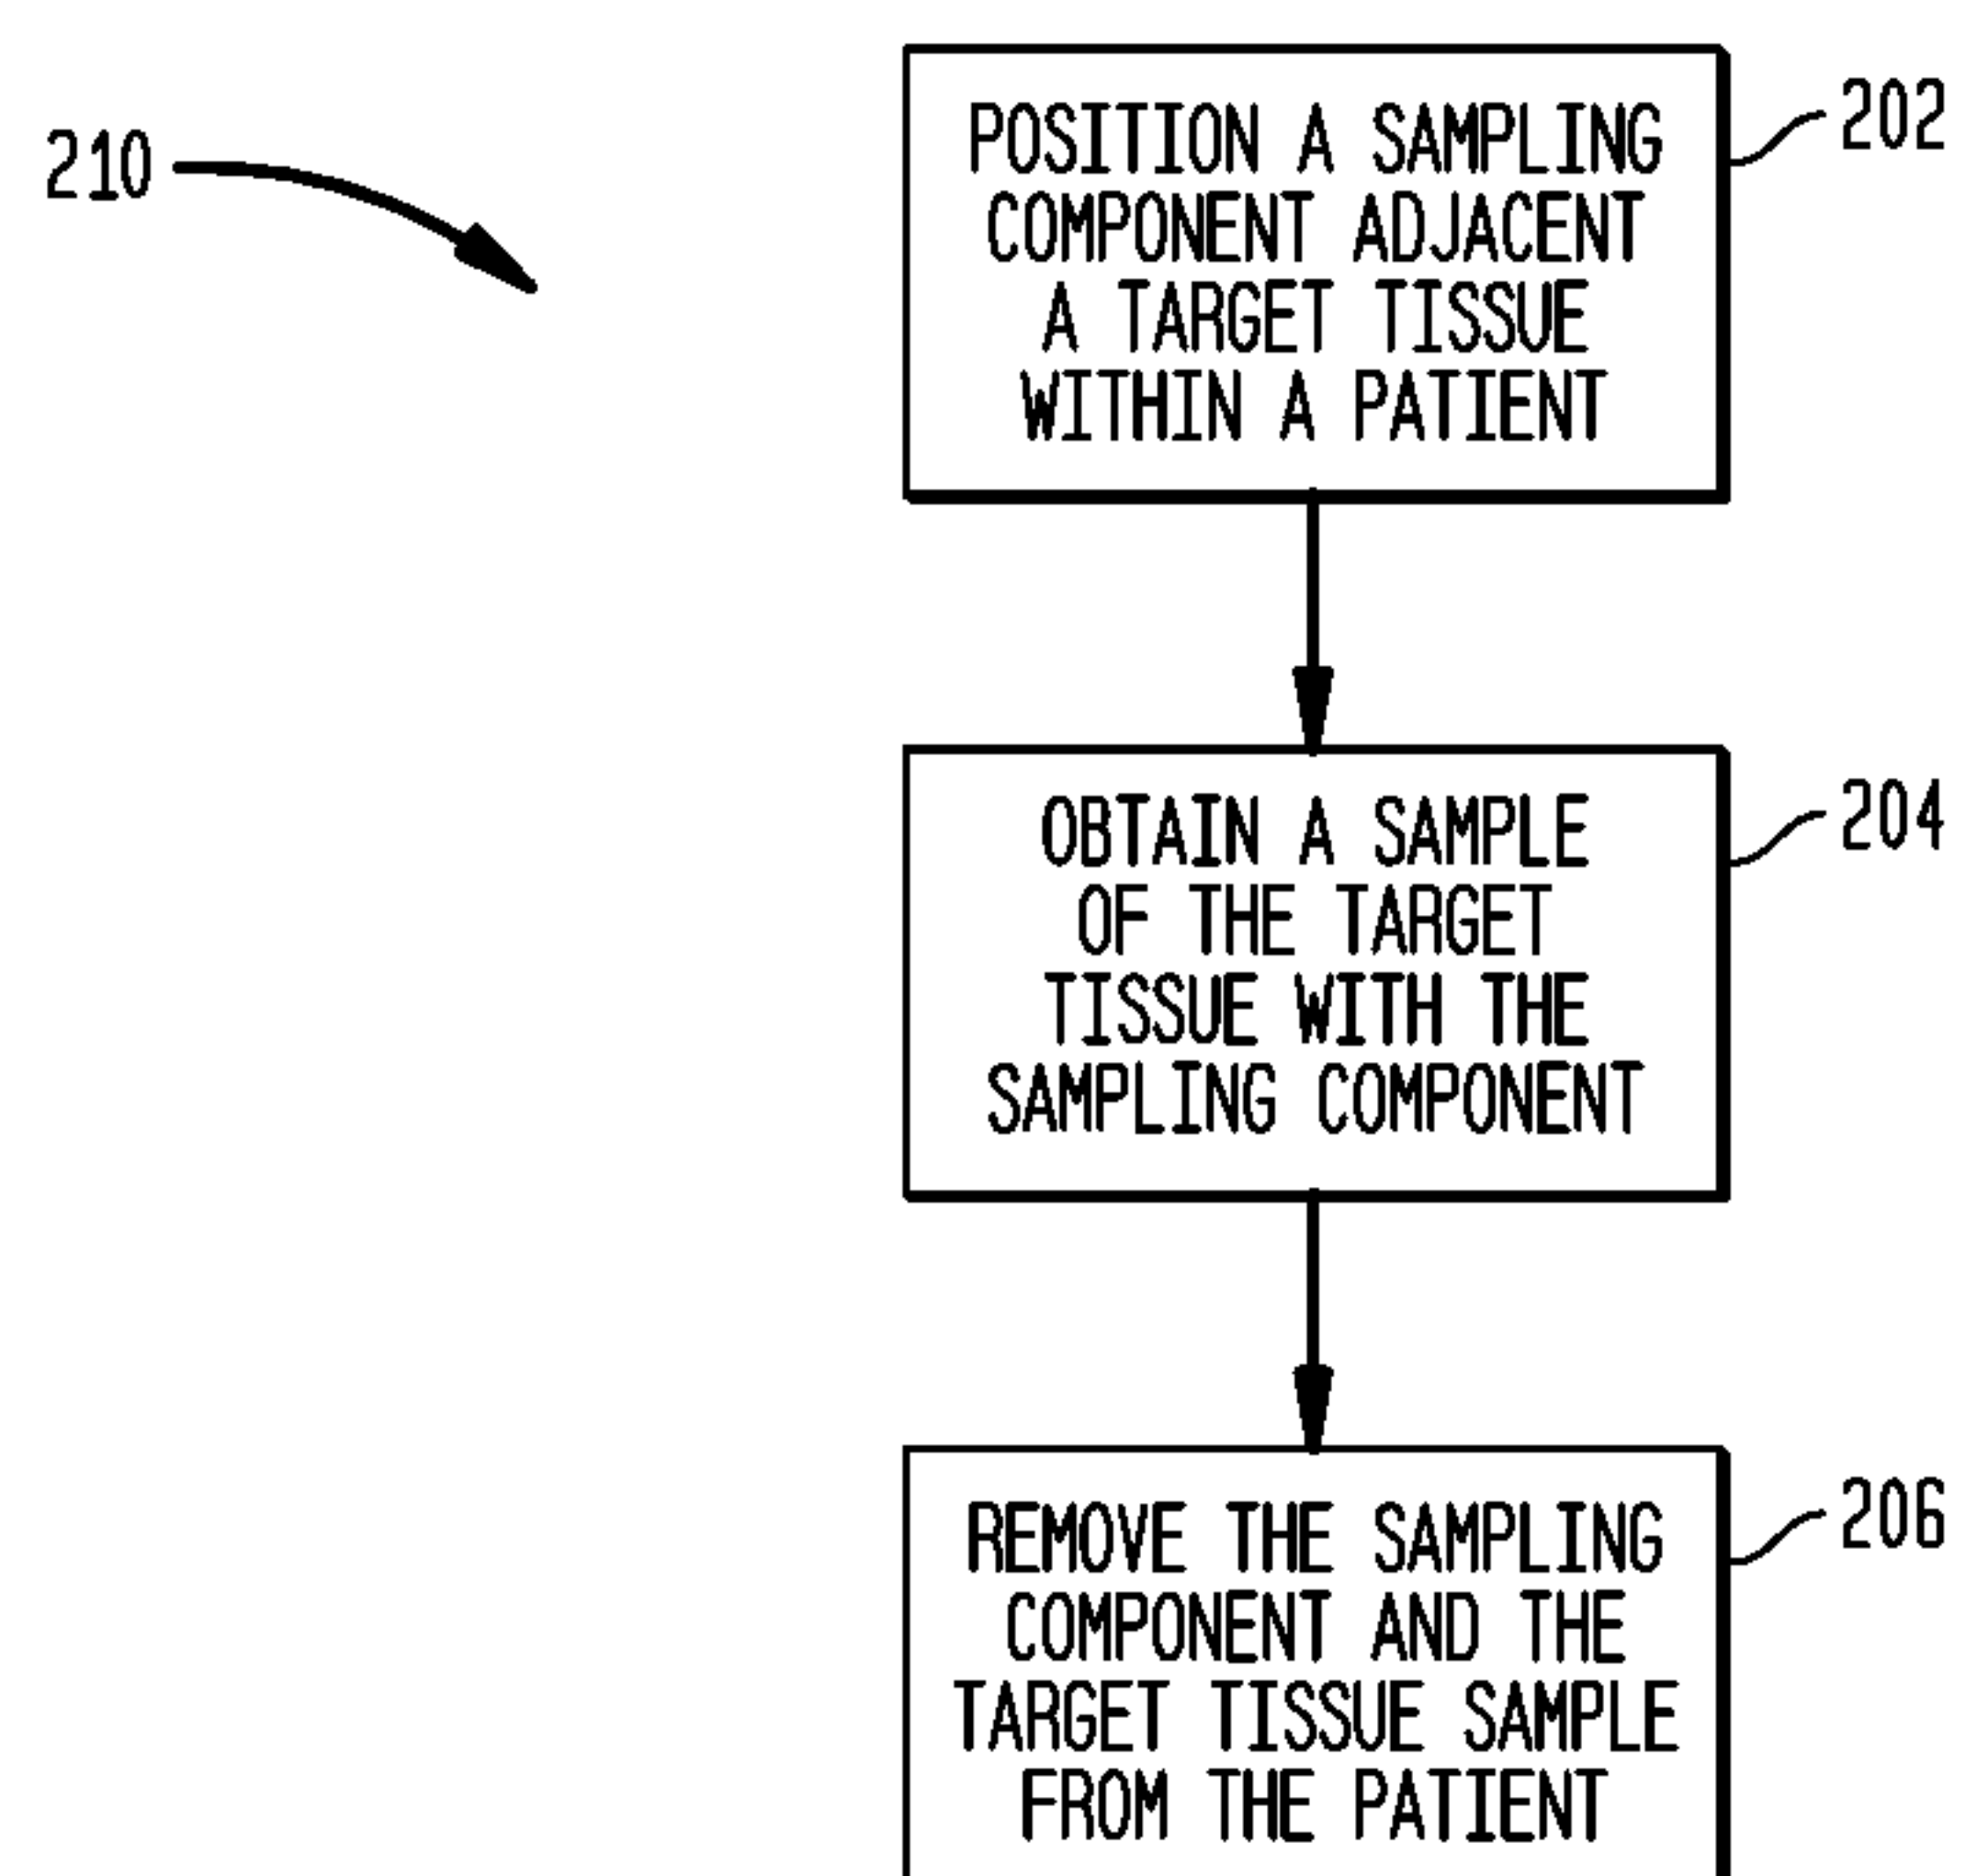 210
POSITION A SAMPLING
COMPONENT ADJACENT
A TARGET TISSUE
WITHIN A PATIENT
202
OBTAIN A SAMPLE
OF THE TARGET
TISSUE WITH THE
SAMPLING COMPONENT
204
REMOVE THE SAMPLING
COMPONENT AND THE
TARGET TISSUE SAMPLE
FROM THE PATIENT
206